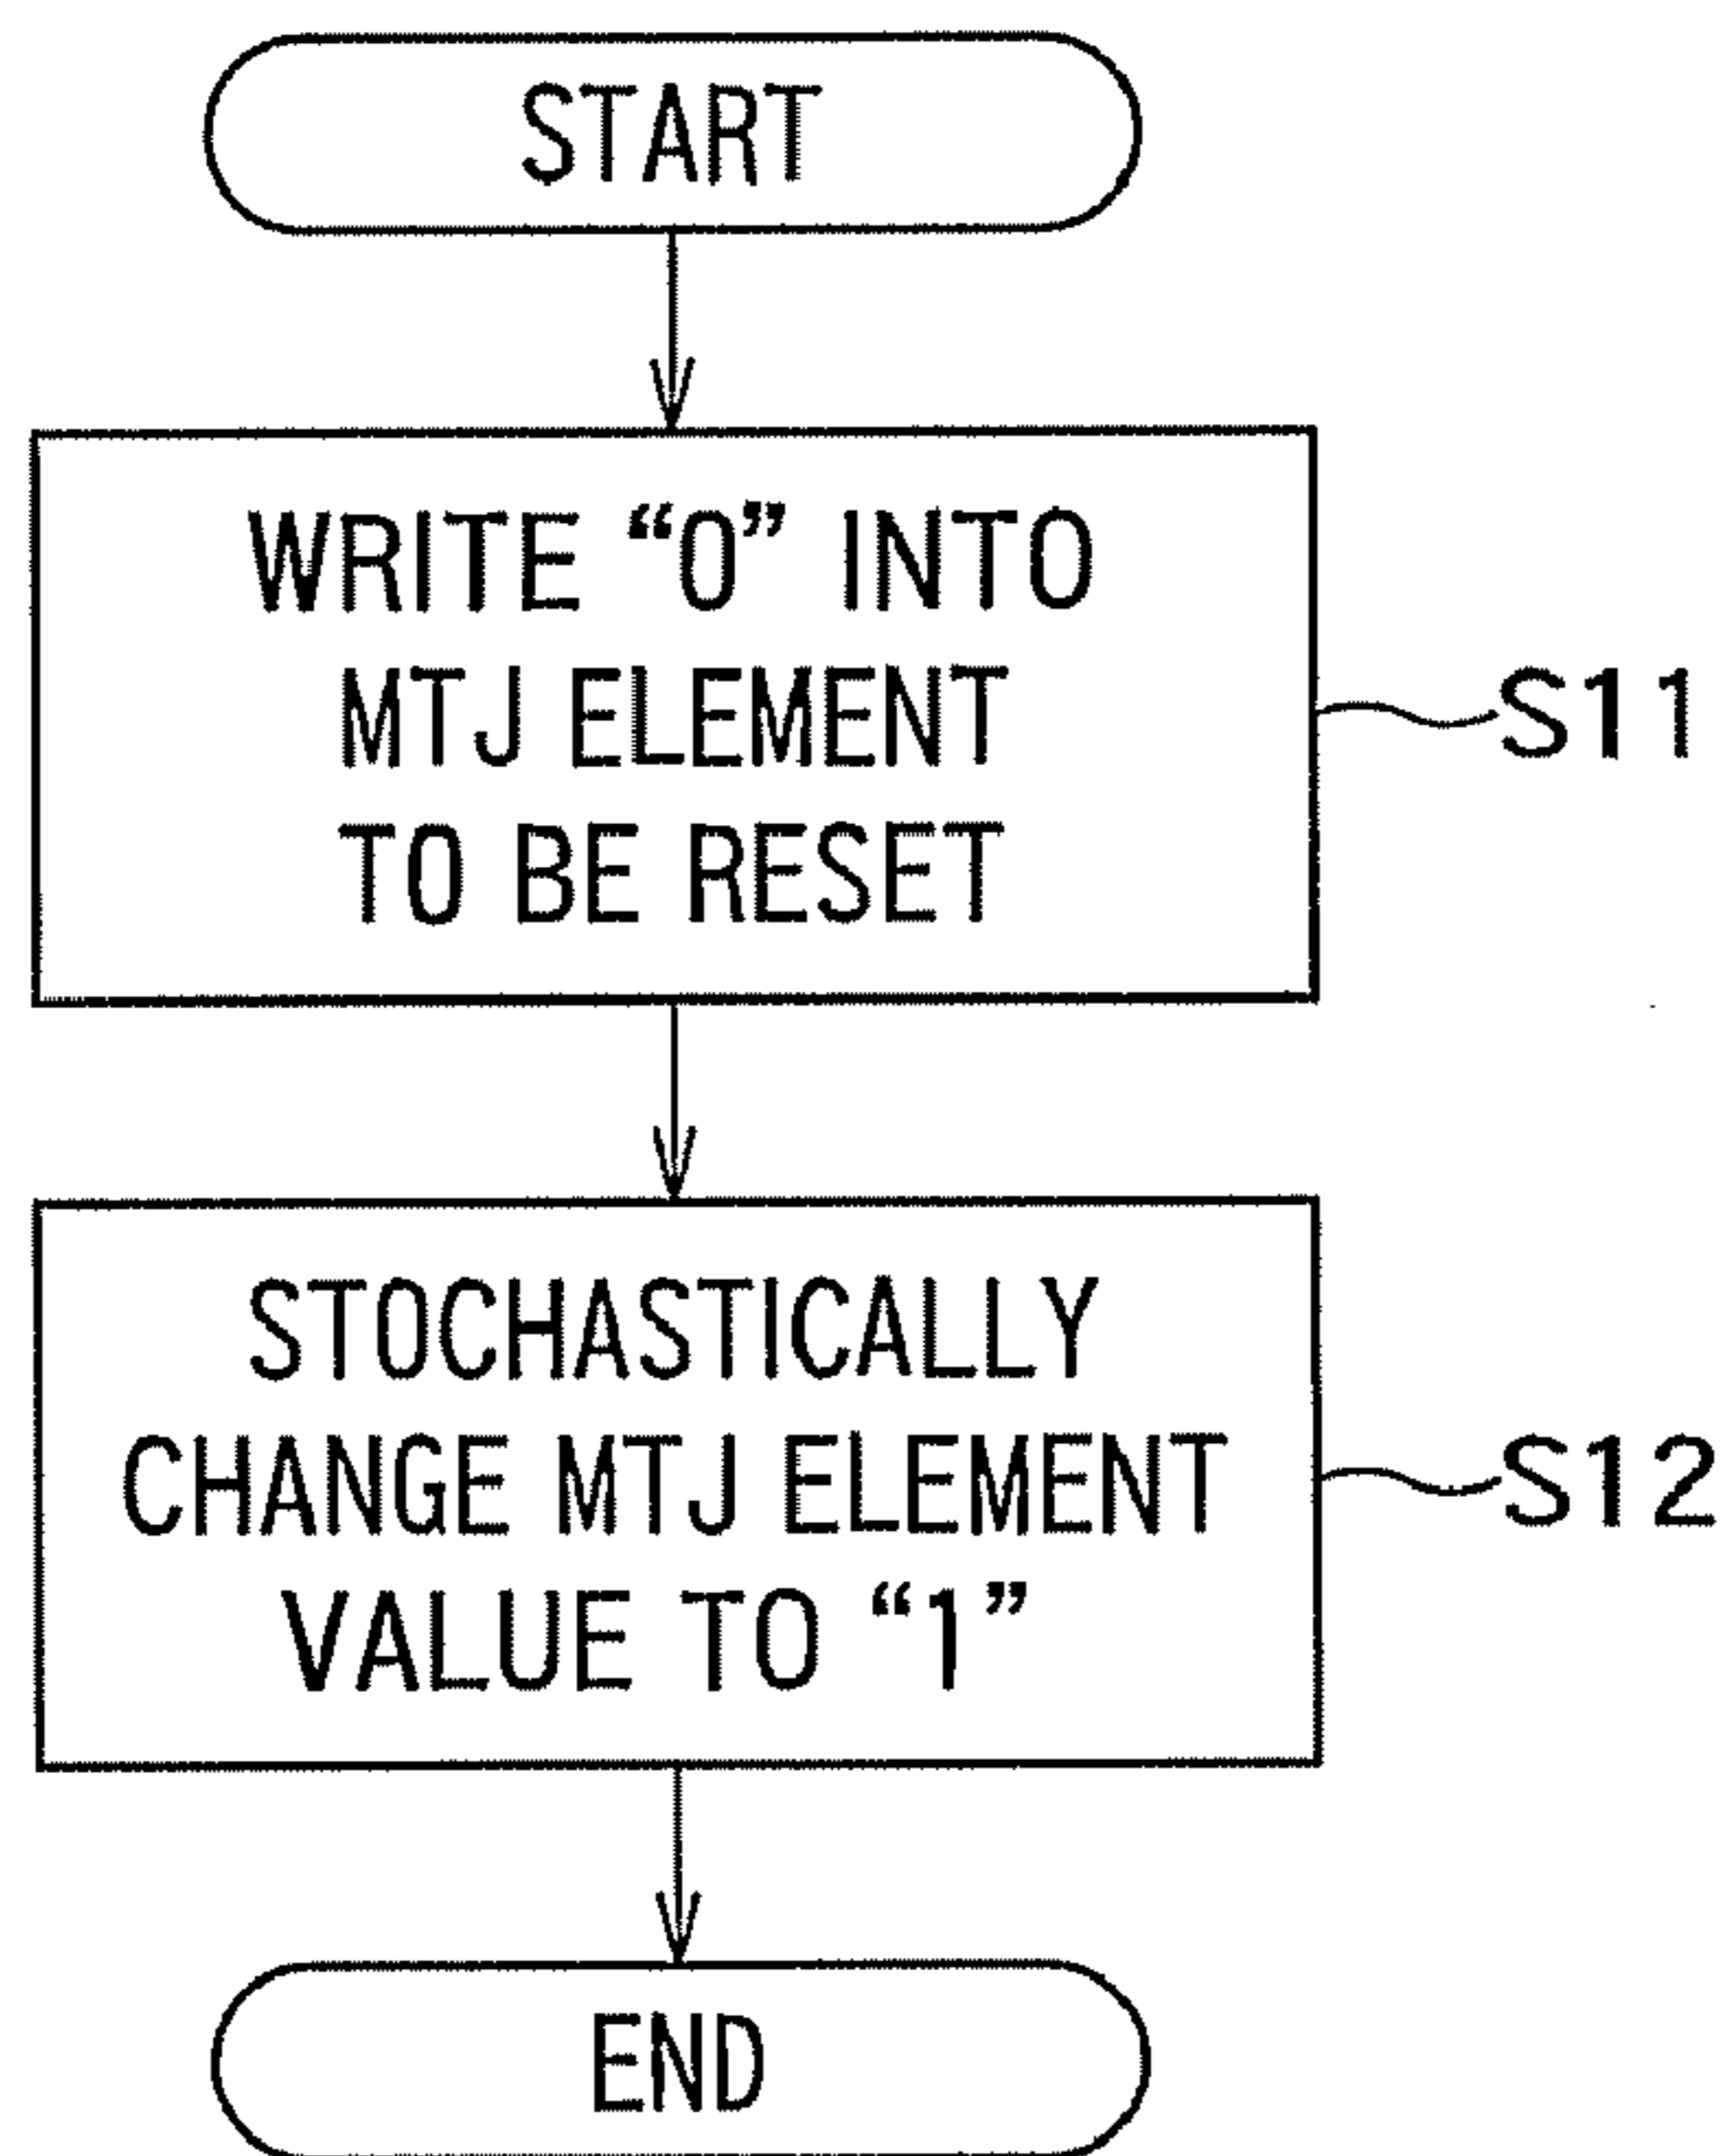 START
WRITE “0” INTO
MTJ ELEMENT
TO BE RESET
S11
STOCHASTICALLY
CHANGE MTJ ELEMENT
VALUE TO “1”
S12
END